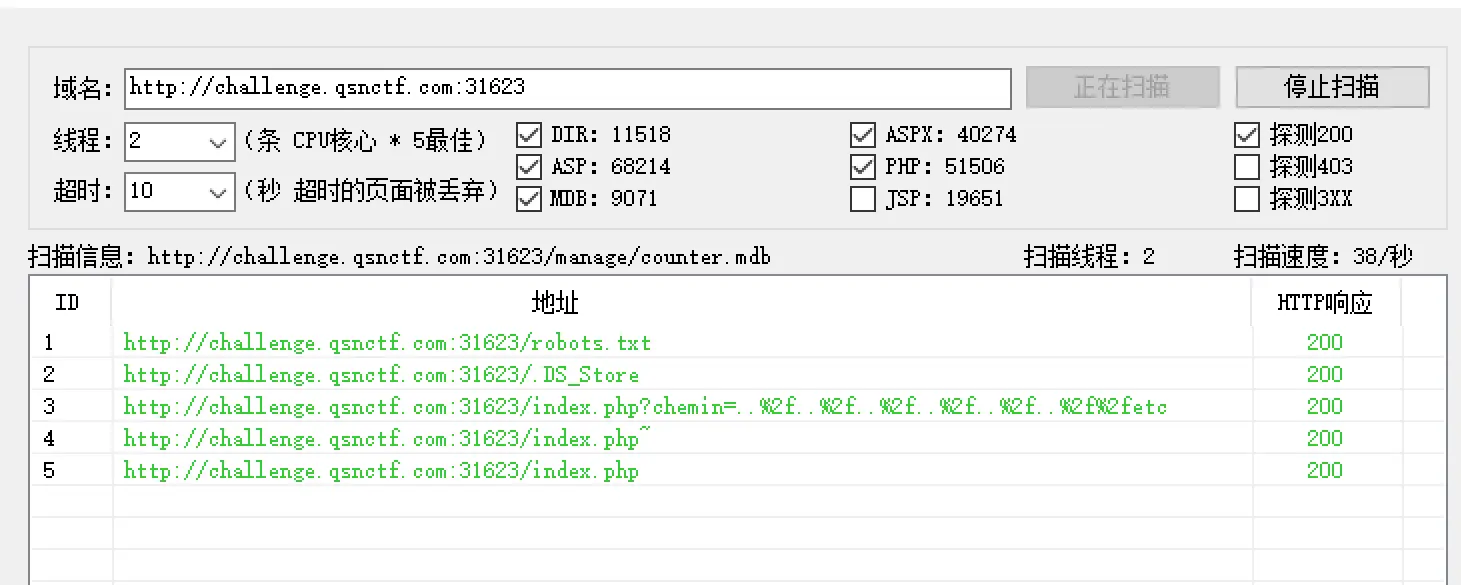 域名: http://challenge.qsnctf.com:31623 正在扫描 停止扫描
线程: 2 (条 CPU核心 * 5最佳) DIR: 11518 ASPX: 40274 探测200
ASP: 68214 PHP: 51506 探测403
超时: 10 (秒 超时的页面被丢弃) MDB: 9071 JSP: 19651 探测3XX
扫描信息: http://challenge.qsnctf.com:31623/manage/counter.mdb 扫描线程: 2 扫描速度: 38/秒
ID 地址 HTTP响应
1 http://challenge.qsnctf.com:31623/robots.txt 200
2 http://challenge.qsnctf.com:31623/.DS_Store 200
3 http://challenge.qsnctf.com:31623/index.php?chemin=..%2f..%2f..%2f..%2f..%2f..%2f%2fetc 200
4 http://challenge.qsnctf.com:31623/index.php~ 200
5 http://challenge.qsnctf.com:31623/index.php 200